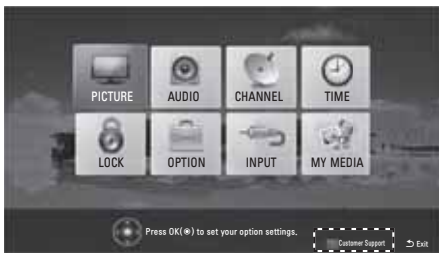 PICTURE AUDIO CHANNEL TIME
LOCK OPTION INPUT MY MEDIA
Press OK(◉) to set your option settings.
Customer Support Exit